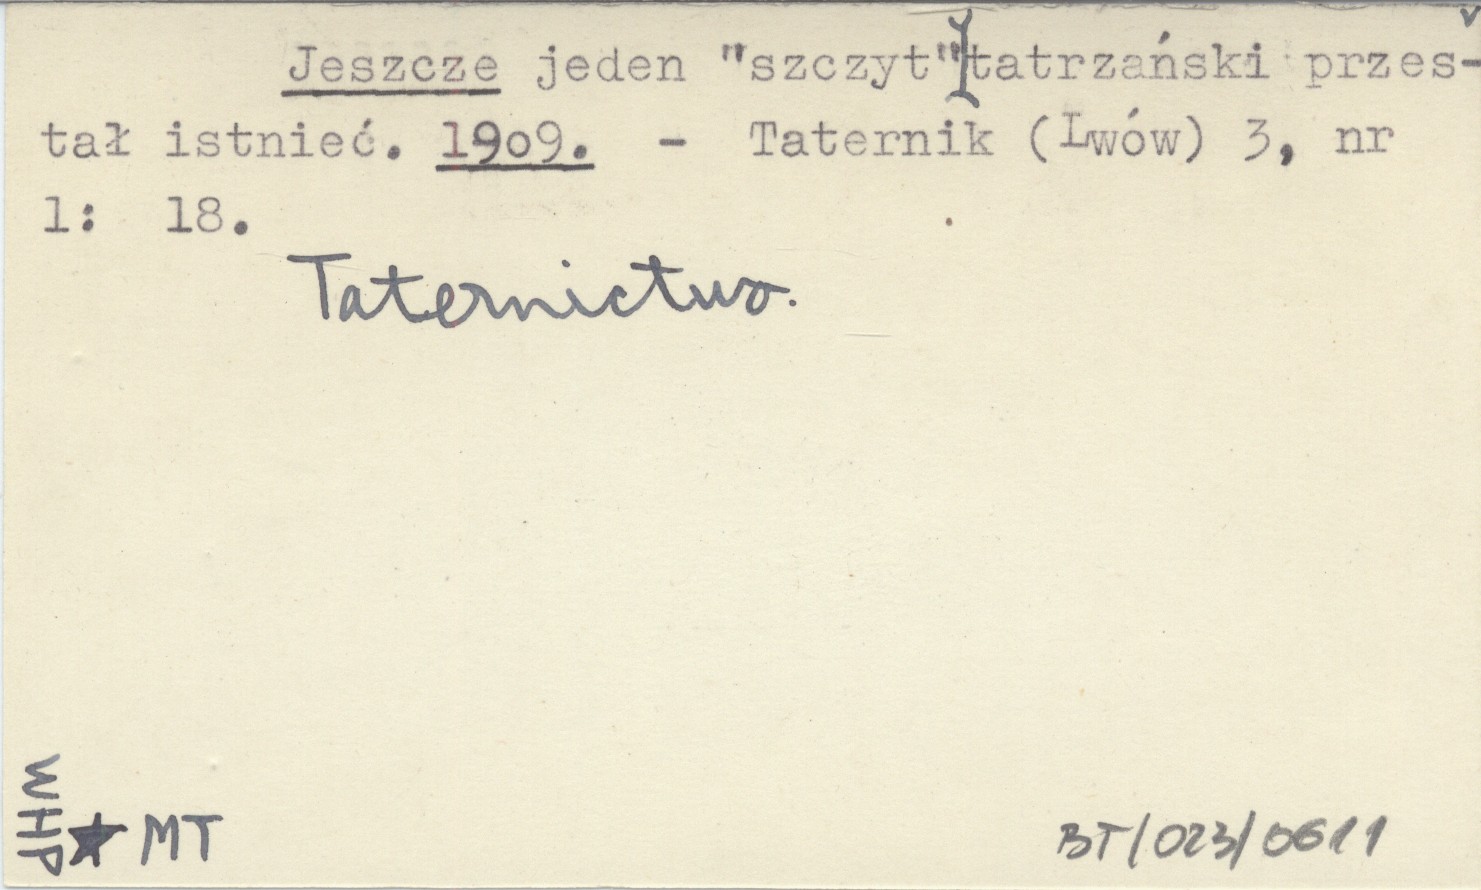 Jeszcze jeden "szczyt" tatrzański przes-
tał istnieć. 1909. - Taternik (Lwów) 3, nr
1: 18.
Taternictwo.
WHP
★ MT
BT/023/0611